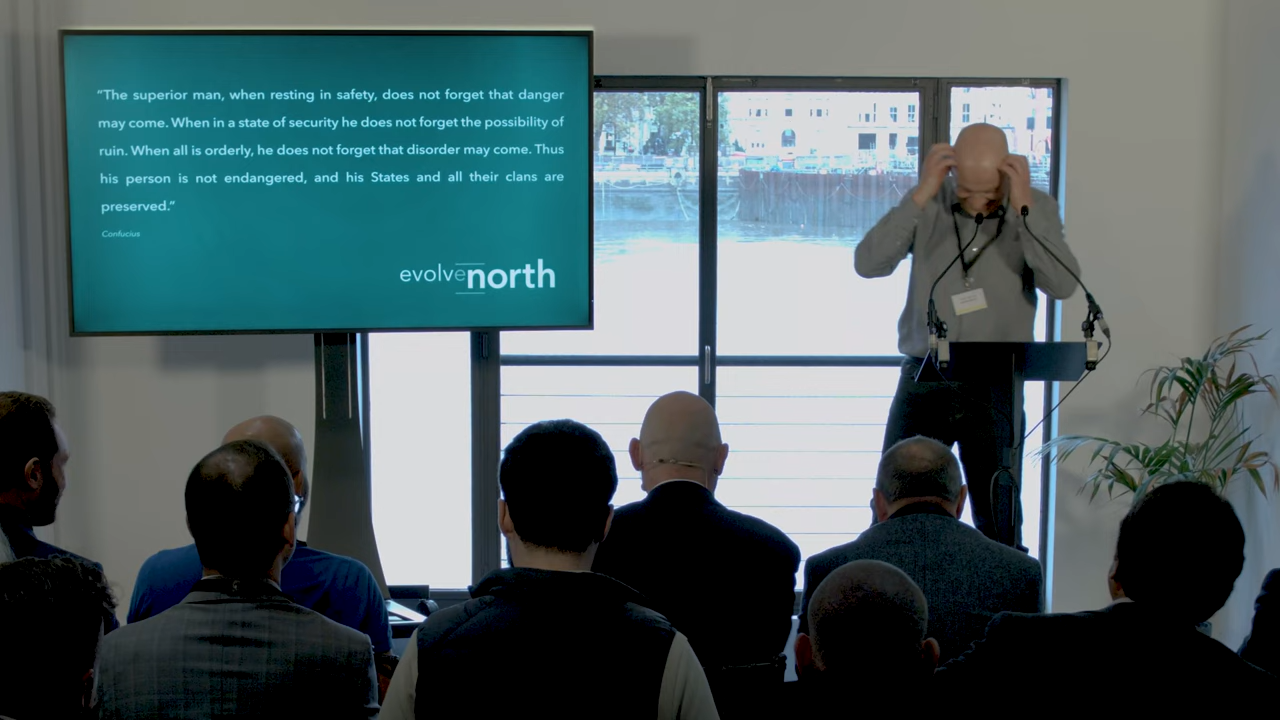 “The superior man, when resting in safety, does not forget that danger
may come. When in a state of security he does not forget the possibility of
ruin. When all is orderly, he does not forget that disorder may come. Thus
his person is not endangered, and his States and all their clans are
preserved.“
Confucius
evolvenorth